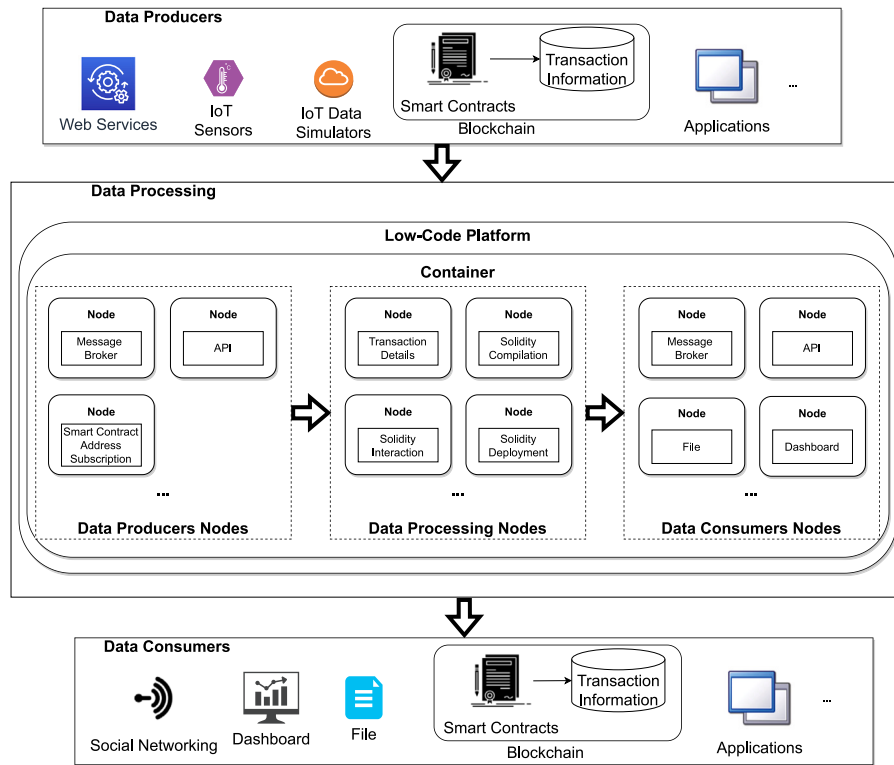 Data Producers
°C
Web Services
IoT
Sensors
IoT Data
Simulators
Smart Contracts
Transaction
Information
Blockchain
Applications
...
Data Processing
Low-Code Platform
Container
Node
Message
Broker
Node
API
Node
Smart Contract
Address
Subscription
...
Data Producers Nodes
Node
Transaction
Details
Node
Solidity
Compilation
Node
Solidity
Interaction
Node
Solidity
Deployment
...
Data Processing Nodes
Node
Message
Broker
Node
API
Node
File
Node
Dashboard
...
Data Consumers Nodes
Data Consumers
Social Networking
Dashboard
File
Smart Contracts
Transaction
Information
Blockchain
Applications
...